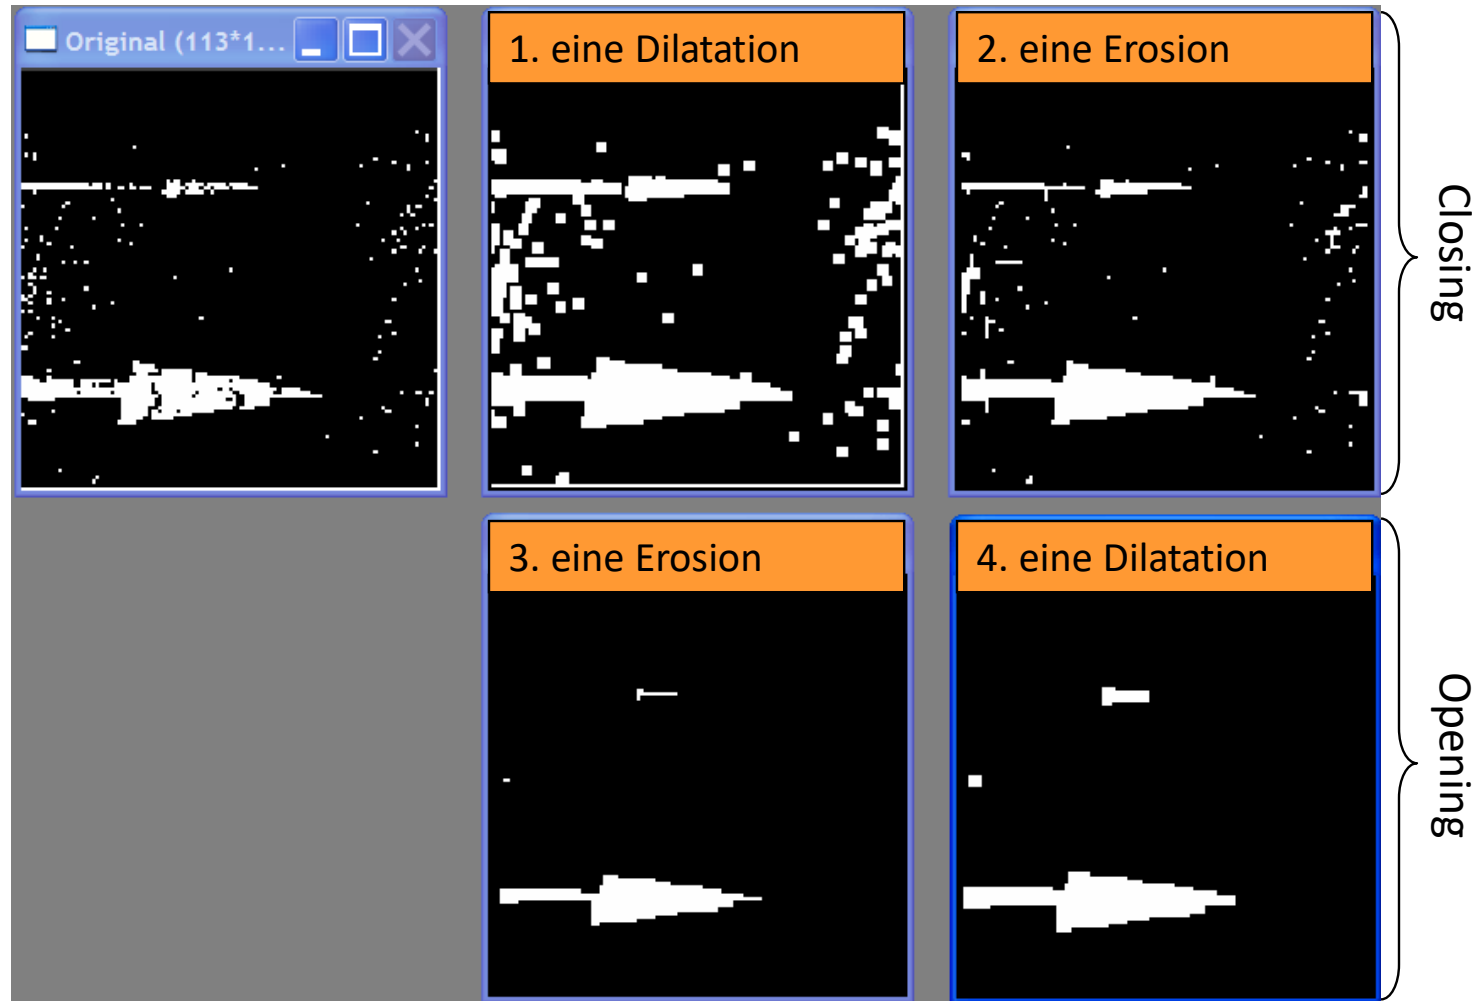 Original (113*1...
1. eine Dilatation
2. eine Erosion
Closing
3. eine Erosion
4. eine Dilatation
Opening